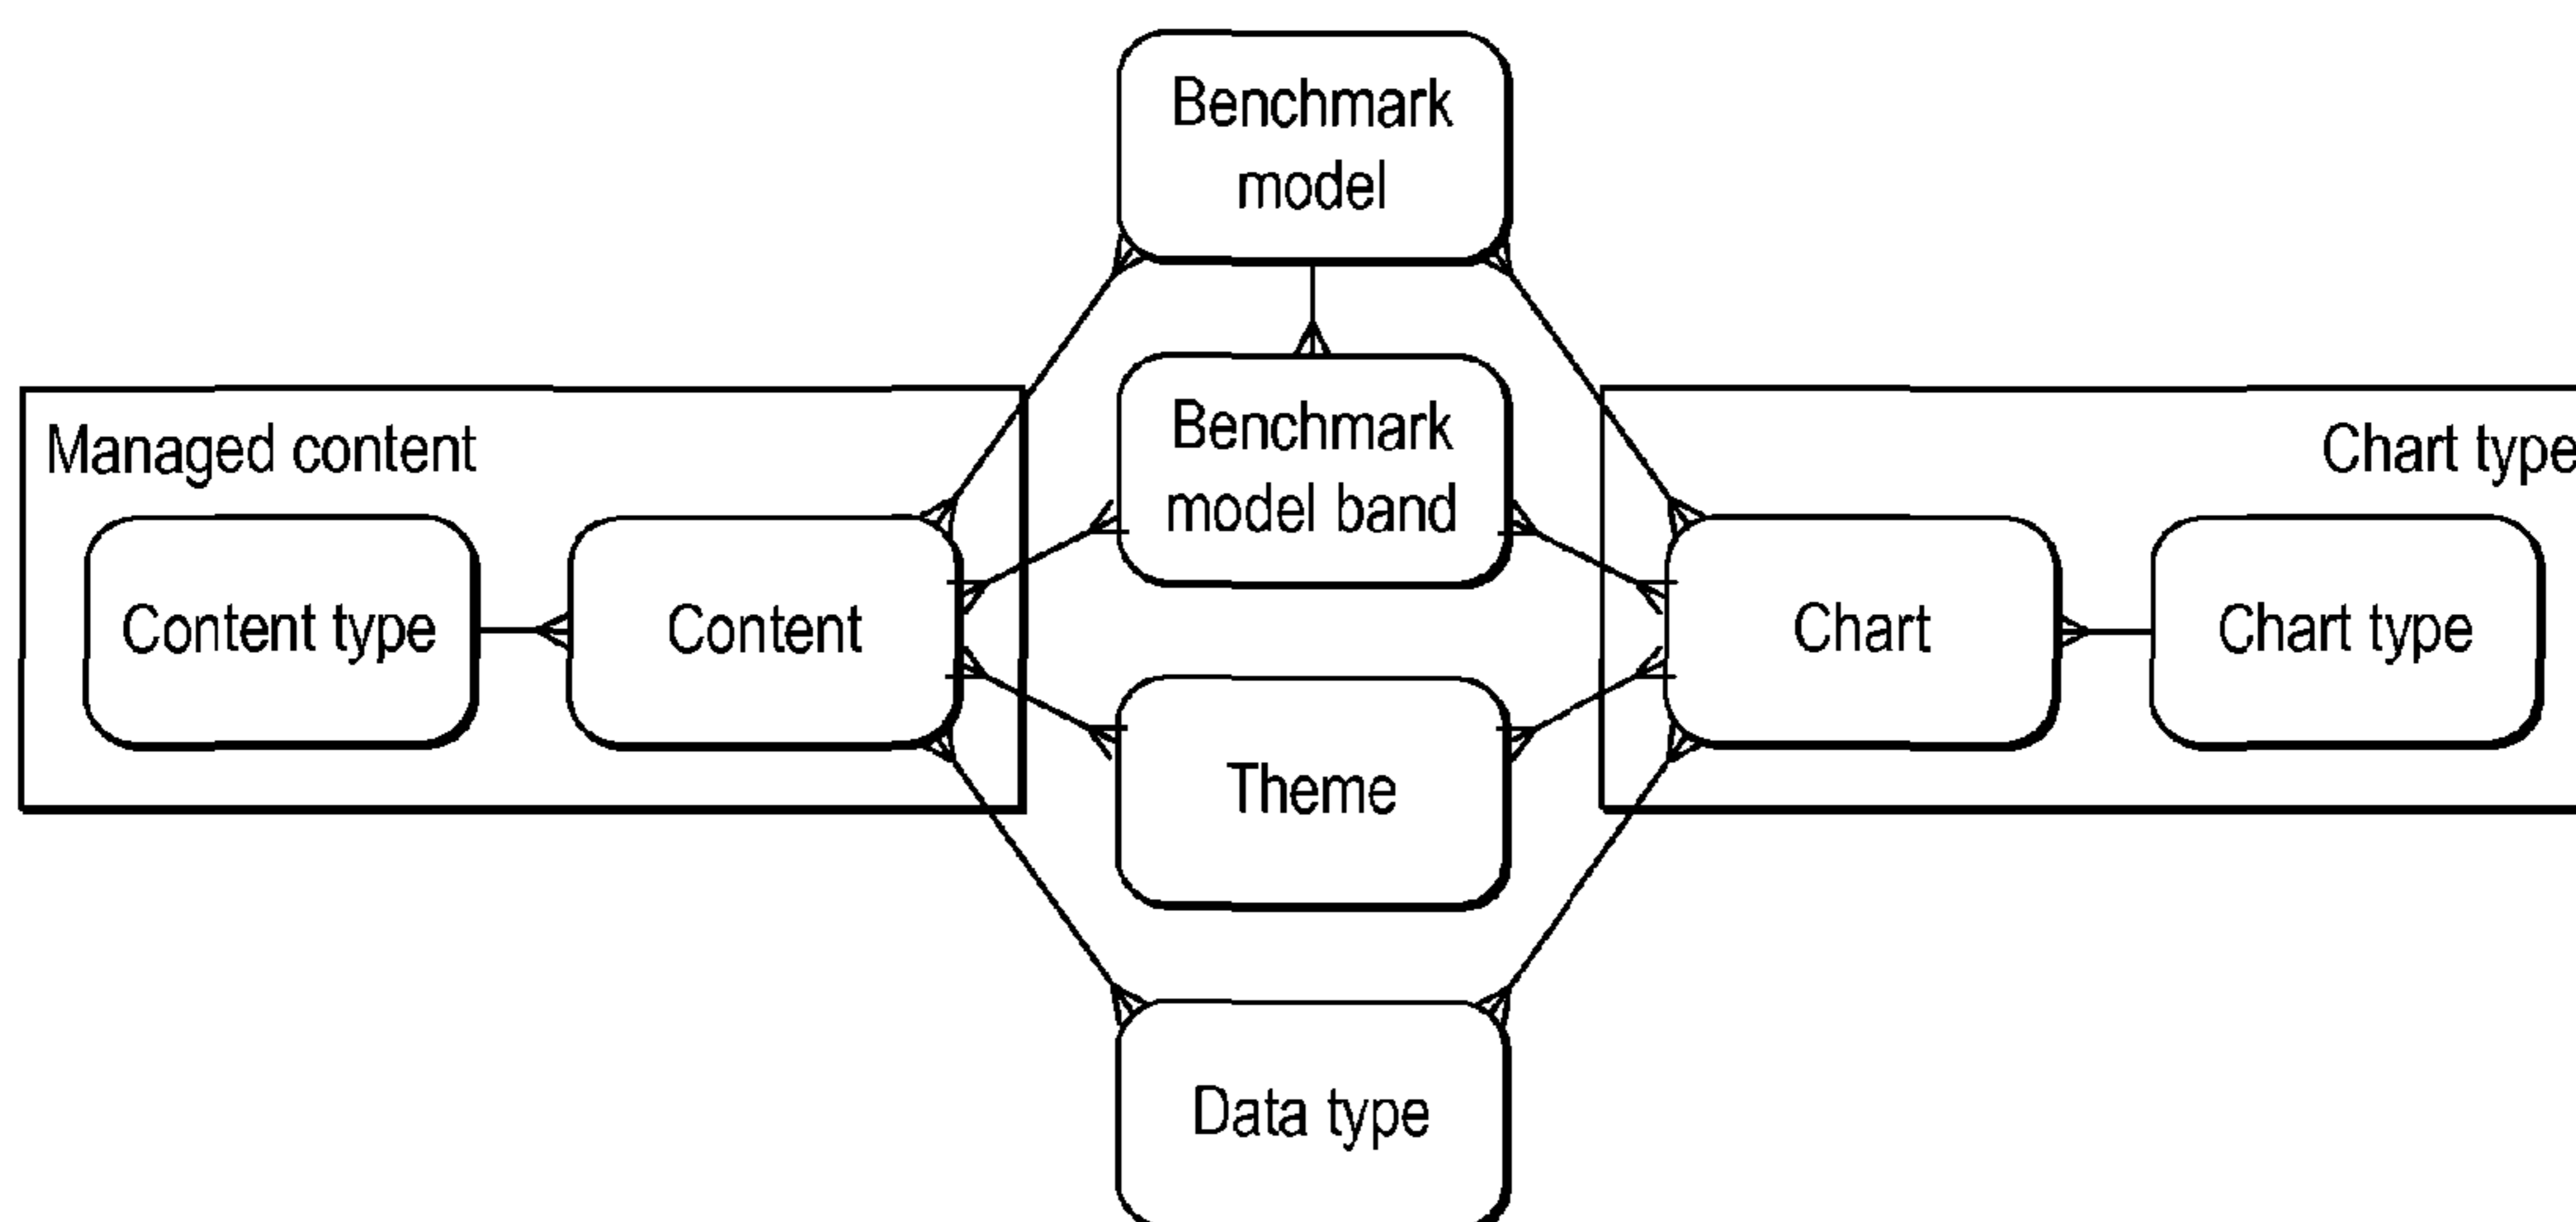 Benchmark
model
Managed content
Benchmark
model band
Chart type
Content type
Content
Chart
Chart type
Theme
Data type